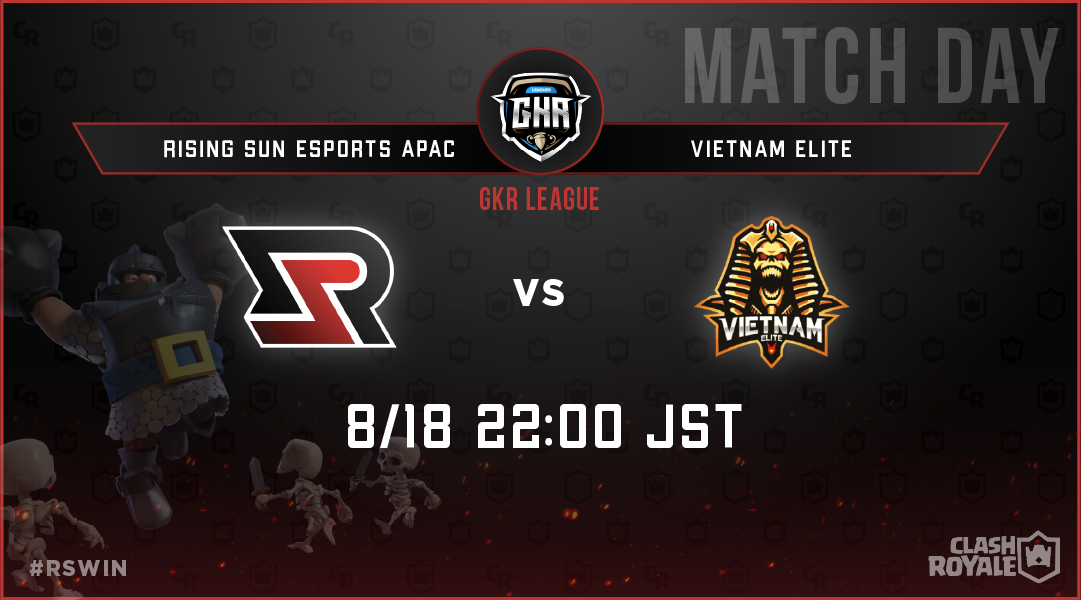 MATCH DAY
LEAGUES
GKR
RISING SUN ESPORTS APAC
VIETNAM ELITE
GKR LEAGUE
vs
VIETNAM
ELITE
8/18 22:00 JST
#RSWIN
CLASH
ROYALE